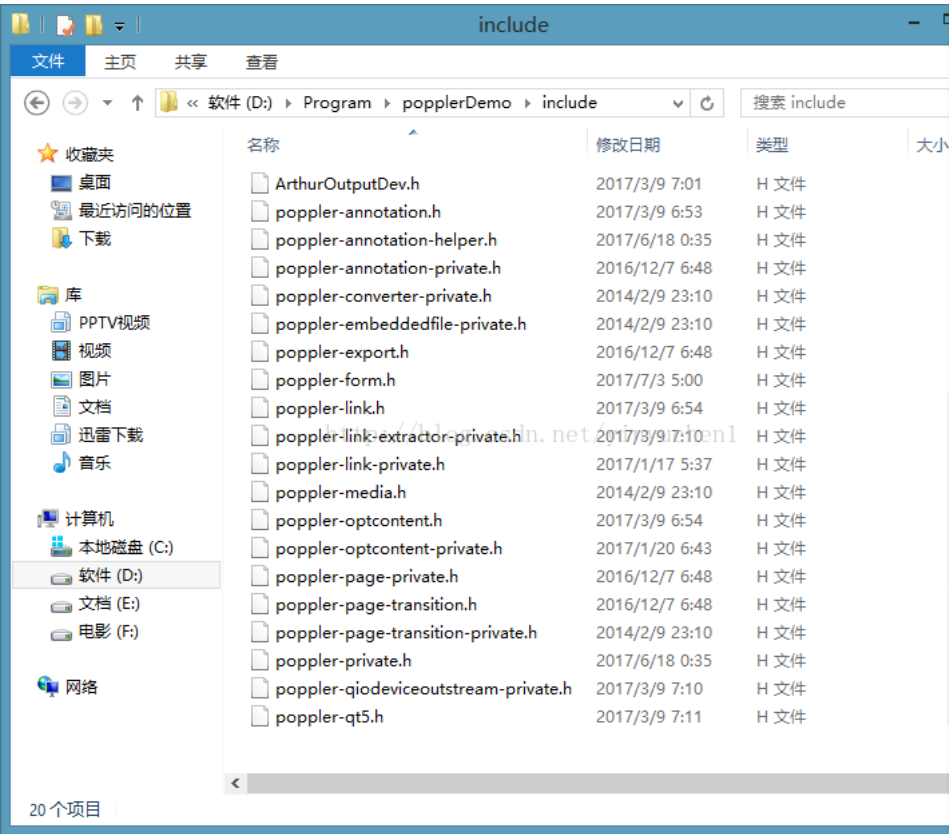 include
文件 主页 共享 查看
« 软件 (D:) Program popplerDemo include 搜索 include
收藏夹
桌面
最近访问的位置
下载
库
PPTV视频
视频
图片
文档
迅雷下载
音乐
计算机
本地磁盘 (C:)
软件 (D:)
文档 (E:)
电影 (F:)
网络
名称 修改日期 类型 大小
ArthurOutputDev.h 2017/3/9 7:01 H 文件
poppler-annotation.h 2017/3/9 6:53 H 文件
poppler-annotation-helper.h 2017/6/18 0:35 H 文件
poppler-annotation-private.h 2016/12/7 6:48 H 文件
poppler-converter-private.h 2014/2/9 23:10 H 文件
poppler-embeddedfile-private.h 2014/2/9 23:10 H 文件
poppler-export.h 2016/12/7 6:48 H 文件
poppler-form.h 2017/7/3 5:00 H 文件
poppler-link.h 2017/3/9 6:54 H 文件
poppler-link-extractor-private.h 2017/3/9 7:10 H 文件
poppler-link-private.h 2017/1/17 5:37 H 文件
poppler-media.h 2014/2/9 23:10 H 文件
poppler-optcontent.h 2017/3/9 6:54 H 文件
poppler-optcontent-private.h 2017/1/20 6:43 H 文件
poppler-page-private.h 2016/12/7 6:48 H 文件
poppler-page-transition.h 2016/12/7 6:48 H 文件
poppler-page-transition-private.h 2014/2/9 23:10 H 文件
poppler-private.h 2017/6/18 0:35 H 文件
poppler-qiodeviceoutstream-private.h 2017/3/9 7:10 H 文件
poppler-qt5.h 2017/3/9 7:11 H 文件
20 个项目